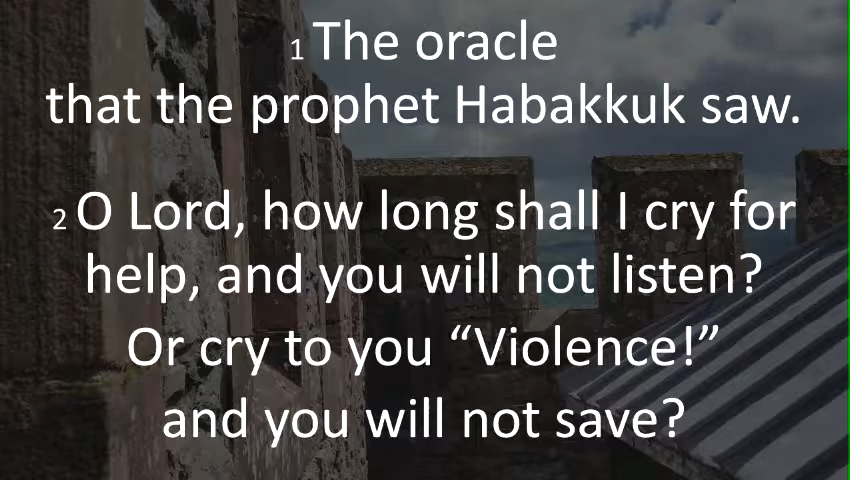 1 The oracle
that the prophet Habakkuk saw.
2 O Lord, how long shall I cry for
help, and you will not listen?
Or cry to you “Violence!”
and you will not save?